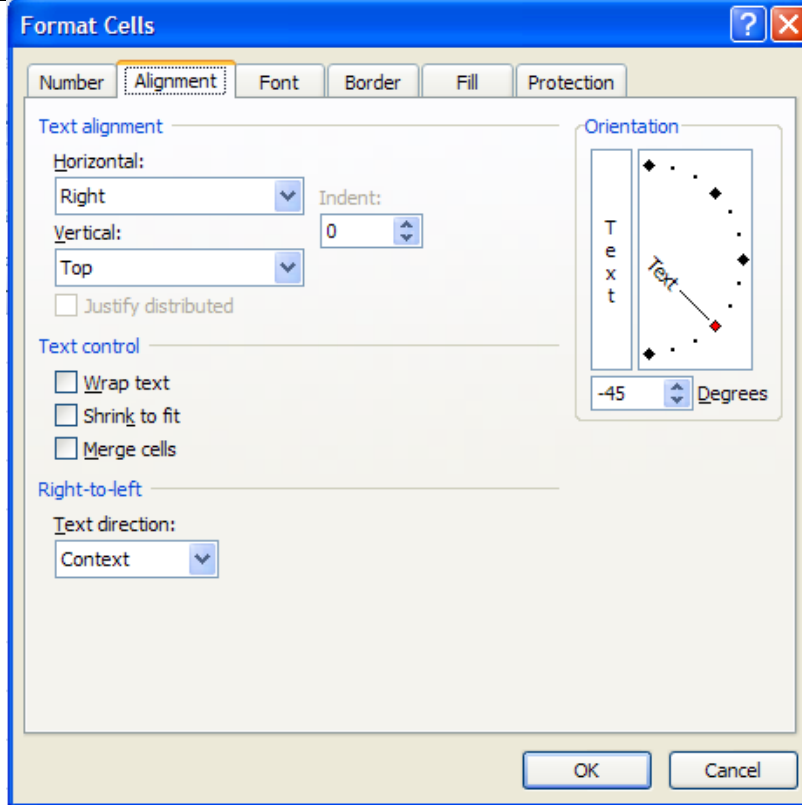 Format Cells
Number Alignment Font Border Fill Protection
Text alignment
Horizontal:
Right
Indent:
0
Vertical:
Top
Justify distributed
Text control
Wrap text
Shrink to fit
Merge cells
Right-to-left
Text direction:
Context
Orientation
Text
Text
-45 Degrees
OK Cancel